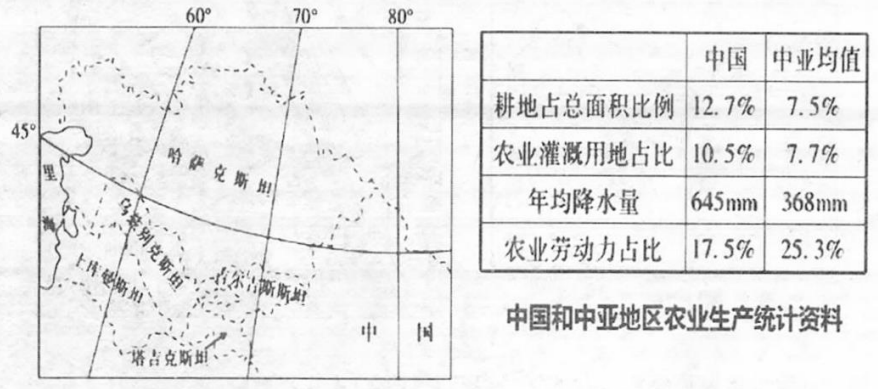 60°
70°
80°
45°
里
海
哈萨克斯坦
乌兹别克斯坦
土库曼斯坦
吉尔吉斯斯坦
塔吉克斯坦
中国
中国 中亚均值
耕地占总面积比例 12.7% 7.5%
农业灌溉用地占比 10.5% 7.7%
年均降水量 645mm 368mm
农业劳动力占比 17.5% 25.3%
中国和中亚地区农业生产统计资料